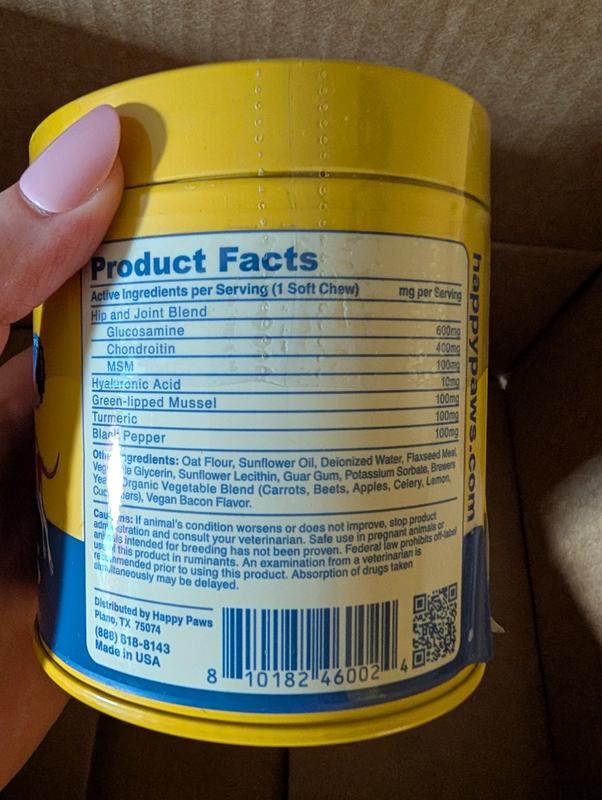 Product Facts
Active Ingredients per Serving (1 Soft Chew) mg per Serving
Hip and Joint Blend
Glucosamine 600mg
Chondroitin 400mg
MSM 100mg
Hyaluronic Acid 10mg
Green-lipped Mussel 100mg
Turmeric 100mg
Black Pepper 100mg
Other Ingredients: Oat Flour, Sunflower Oil, Deionized Water, Flaxseed Meal,
Vegetable Glycerin, Sunflower Lecithin, Guar Gum, Potassium Sorbate, Brewers
Yeast, Organic Vegetable Blend (Carrots, Beets, Apples, Celery, Lemon,
Cucumbers), Vegan Bacon Flavor.
Cautions: If animal's condition worsens or does not improve, stop product
administration and consult your veterinarian. Safe use in pregnant animals or
animals intended for breeding has not been proven. Federal law prohibits off-label
use of this product in ruminants. An examination from a veterinarian is
recommended prior to using this product. Absorption of drugs taken
simultaneously may be delayed.
Distributed by Happy Paws
Plano, TX 75074
(888) 818-8143
Made in USA
8 10182 46002 4
happypaws.com